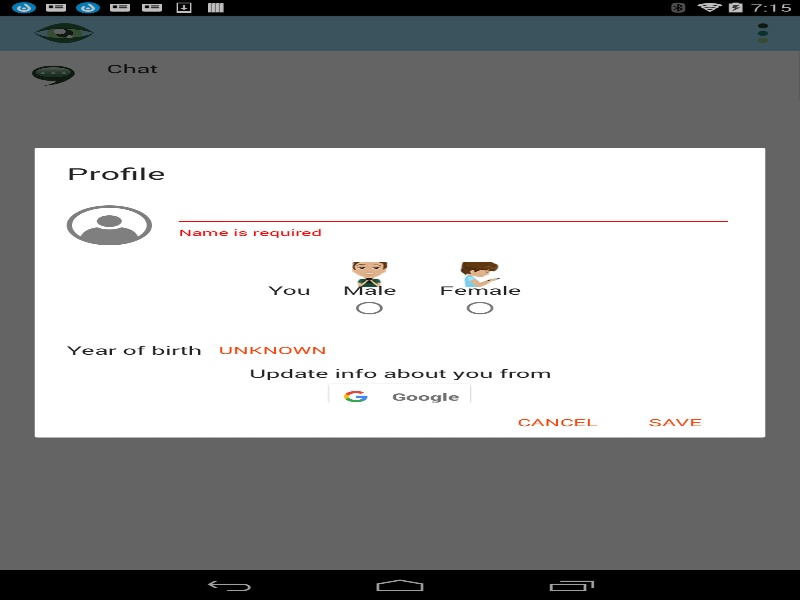 7:15
Chat
Profile
Name is required
You Male Female
Year of birth UNKNOWN
Update info about you from
Google
CANCEL SAVE